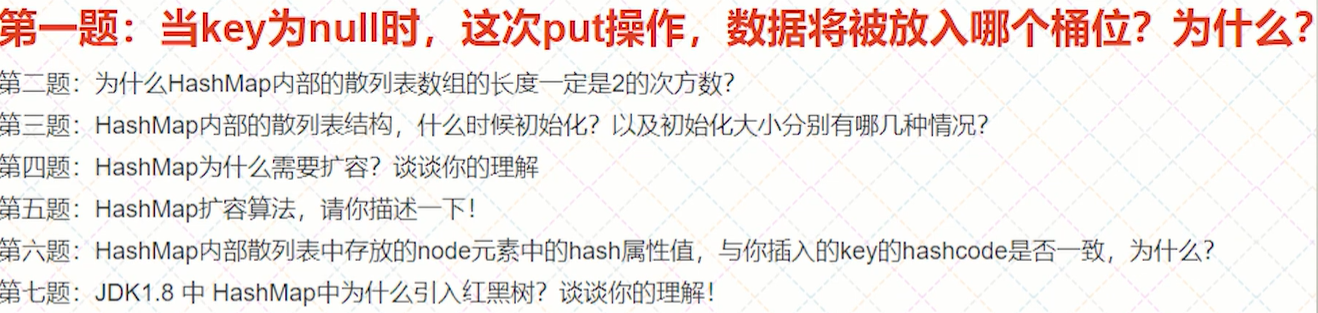 第一题：当key为null时，这次put操作，数据将被放入哪个桶位？为什么？
第二题：为什么HashMap内部的散列表数组的长度一定是2的次方数？
第三题：HashMap内部的散列表结构，什么时候初始化？以及初始化大小分别有哪几种情况？
第四题：HashMap为什么需要扩容？谈谈你的理解
第五题：HashMap扩容算法，请你描述一下！
第六题：HashMap内部散列表中存放的node元素中的hash属性值，与你插入的key的hashcode是否一致，为什么？
第七题：JDK1.8 中 HashMap中为什么引入红黑树？谈谈你的理解！